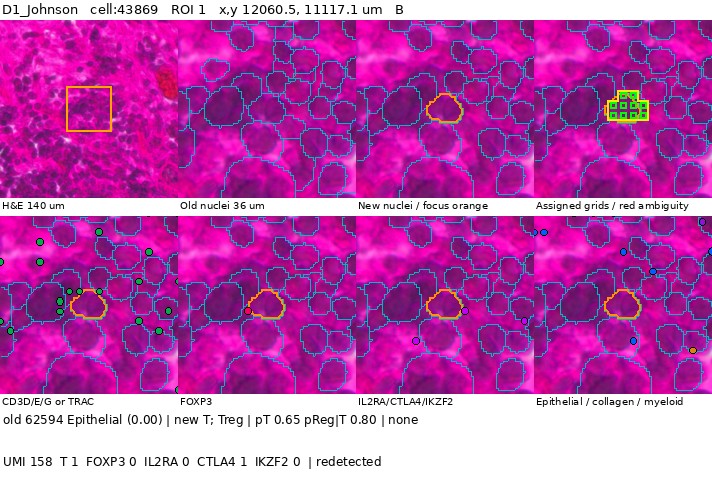 D1_Johnson cell:43869 ROI 1 x,y 12060.5, 11117.1 um B
H&E 140 um
Old nuclei 36 um
New nuclei / focus orange
Assigned grids / red ambiguity
CD3D/E/G or TRAC
FOXP3
IL2RA/CTLA4/IKZF2
Epithelial / collagen / myeloid
old 62594 Epithelial (0.00) | new T; Treg | pT 0.65 pReg|T 0.80 | none
UMI 158 T 1 FOXP3 0 IL2RA 0 CTLA4 1 IKZF2 0 | redetected